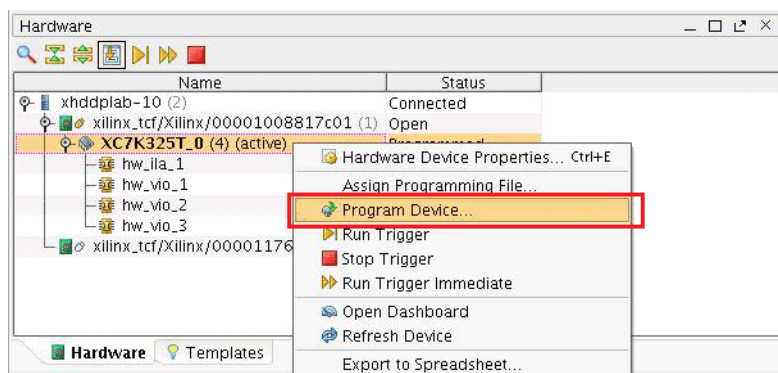 Hardware
Name Status
xhddplab-10 (2) Connected
xilinx_tcf/Xilinx/00001008817c01 (1) Open
XC7K325T_0 (4) (active) Programmed
hw_ila_1
hw_vio_1
hw_vio_2
hw_vio_3
xilinx_tcf/Xilinx/00001176
Hardware Device Properties... Ctrl+E
Assign Programming File...
Program Device...
Run Trigger
Stop Trigger
Run Trigger Immediate
Open Dashboard
Refresh Device
Export to Spreadsheet...
Hardware Templates